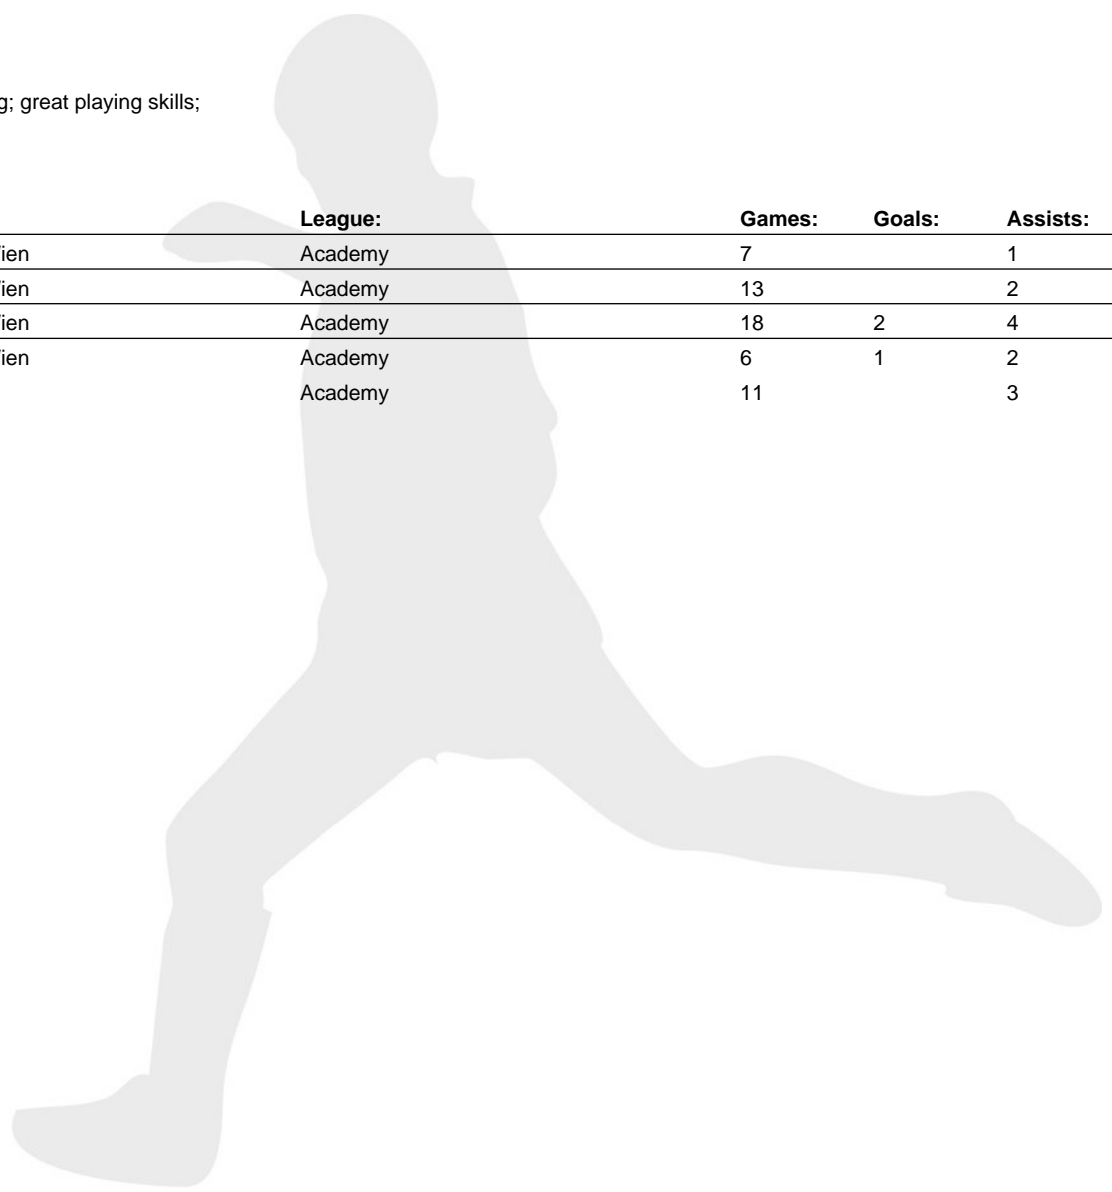 g; great playing skills;
League: Games: Goals: Assists:
ien Academy 7 1
ien Academy 13 2
ien Academy 18 2 4
ien Academy 6 1 2
Academy 11 3